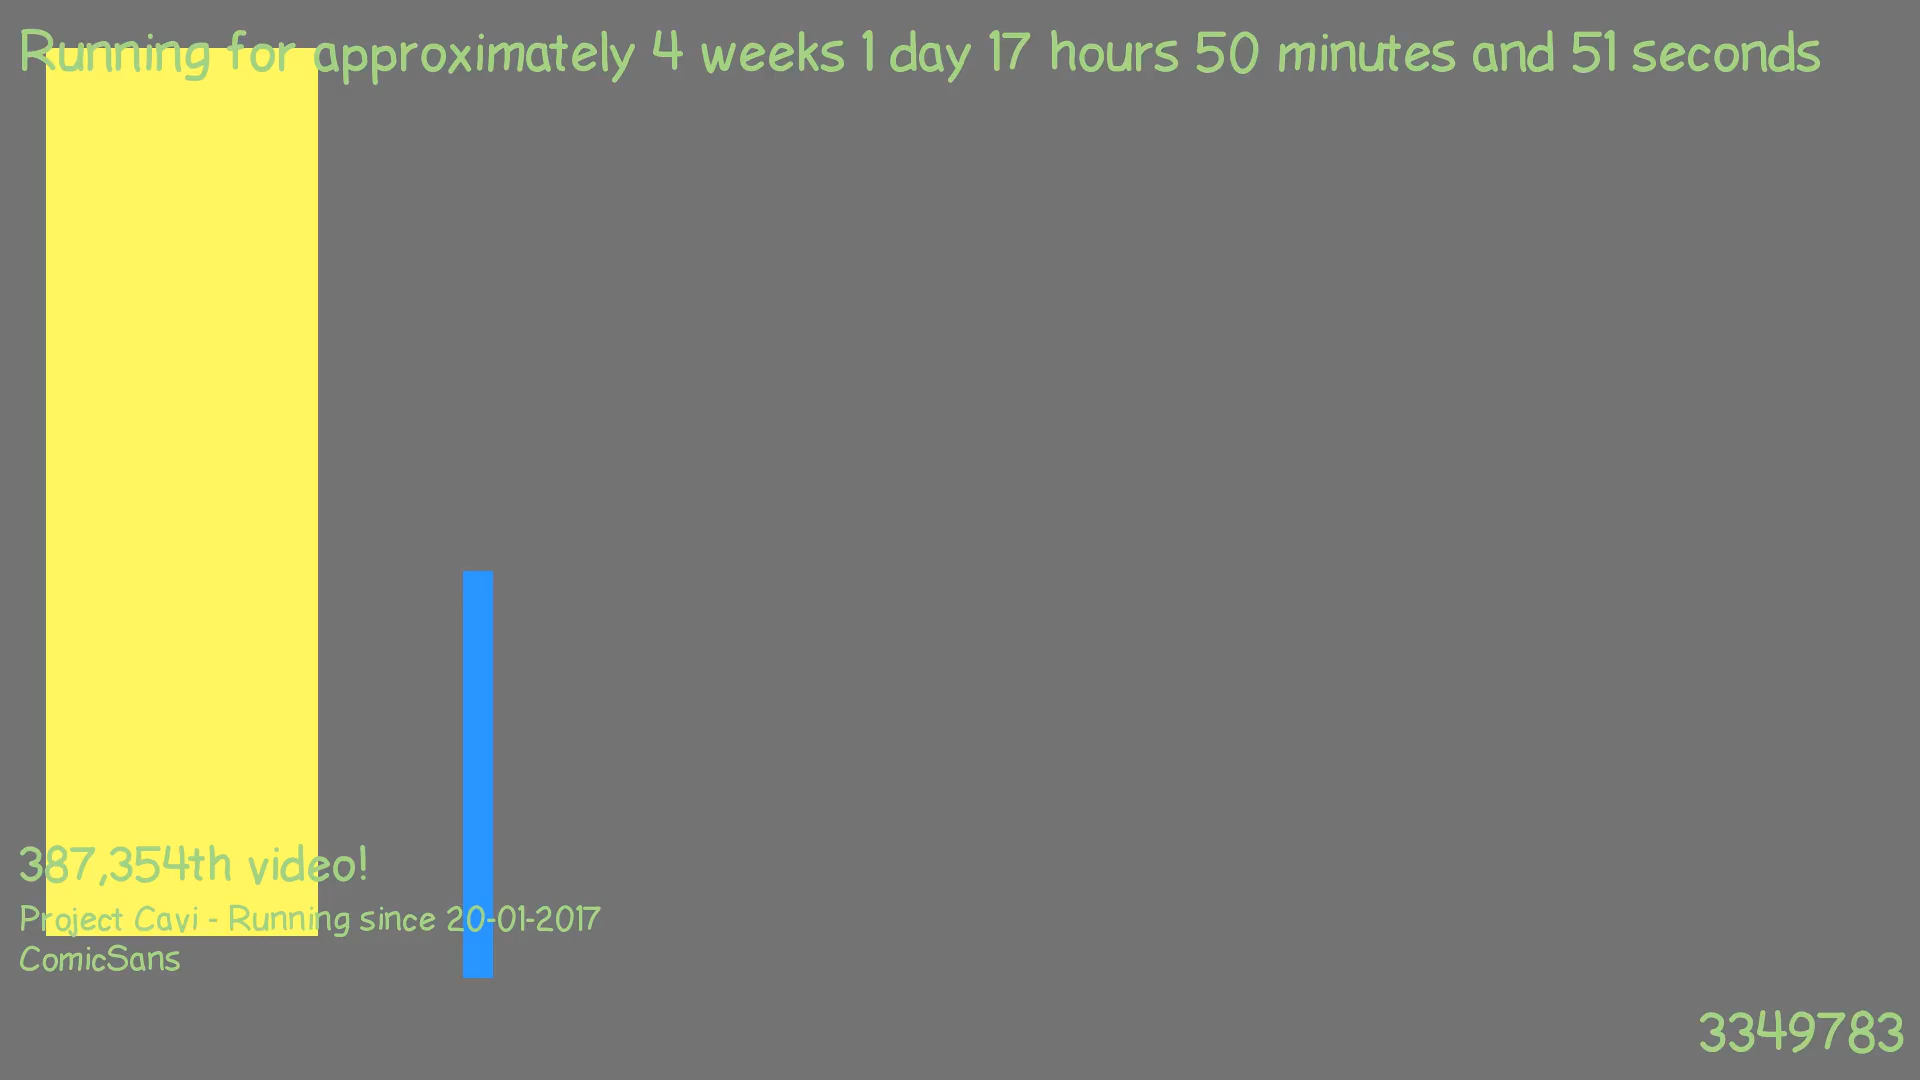 Running for approximately 4 weeks 1 day 17 hours 50 minutes and 51 seconds
387,354th video!
Project Cavi - Running since 20-01-2017
ComicSans
3349783